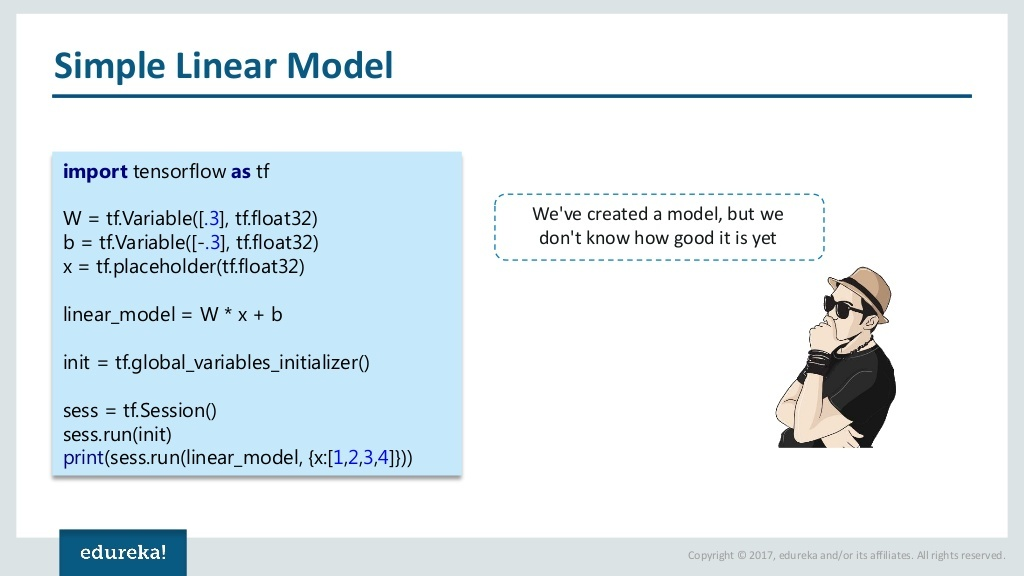 Simple Linear Model
import tensorflow as tf
W = tf.Variable([.3], tf.float32)
b = tf.Variable([-.3], tf.float32)
x = tf.placeholder(tf.float32)
linear_model = W * x + b
init = tf.global_variables_initializer()
sess = tf.Session()
sess.run(init)
print(sess.run(linear_model, {x:[1,2,3,4]}))
We've created a model, but we
don't know how good it is yet
edureka!
Copyright © 2017, edureka and/or its affiliates. All rights reserved.